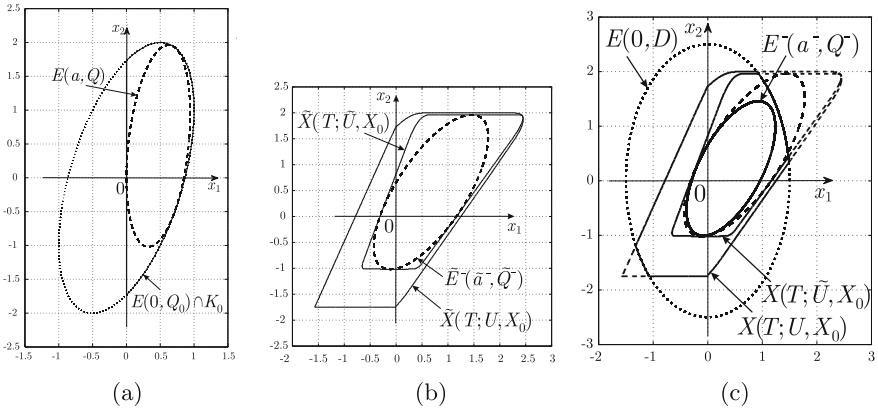 2.5
2
1.5
1
0.5
0
-0.5
-1
-1.5
-2
-2.5
-1.5 -1 -0.5 0 0.5 1 1.5
x₂
x₁
0
E(a, Q)
E(0, Q₀)∩K₀
(a)
2.5
2
1.5
1
0.5
0
-0.5
-1
-1.5
-2
-2.5
-2 -1.5 -1 -0.5 0 0.5 1 1.5 2 2.5 3
x₂
x₁
0
X̃(T; Ũ, X₀)
Ẽ⁻(ã⁻, Q̃⁻)
X̃(T; U, X₀)
(b)
3
2
1
0
-1
-2
-3
-2 -1 0 1 2 3
x₂
x₁
0
E(0, D)
E⁻(a⁻, Q⁻)
X(T; Ũ, X₀)
X(T; U, X₀)
(c)